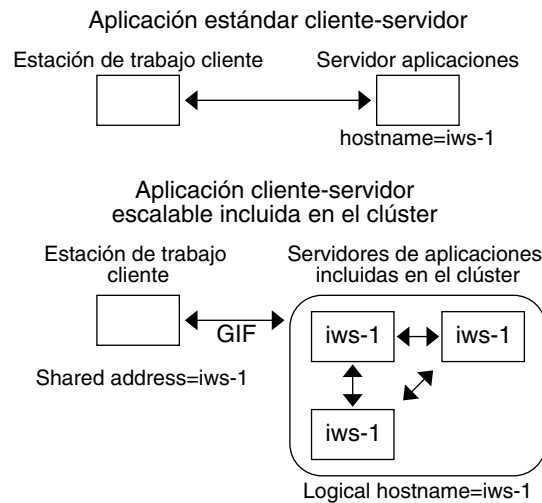 Aplicación estándar cliente-servidor
Estación de trabajo cliente
Servidor aplicaciones
hostname=iws-1
Aplicación cliente-servidor
escalable incluida en el clúster
Estación de trabajo
cliente
Servidores de aplicaciones
incluidas en el clúster
GIF
iws-1
iws-1
iws-1
Shared address=iws-1
Logical hostname=iws-1